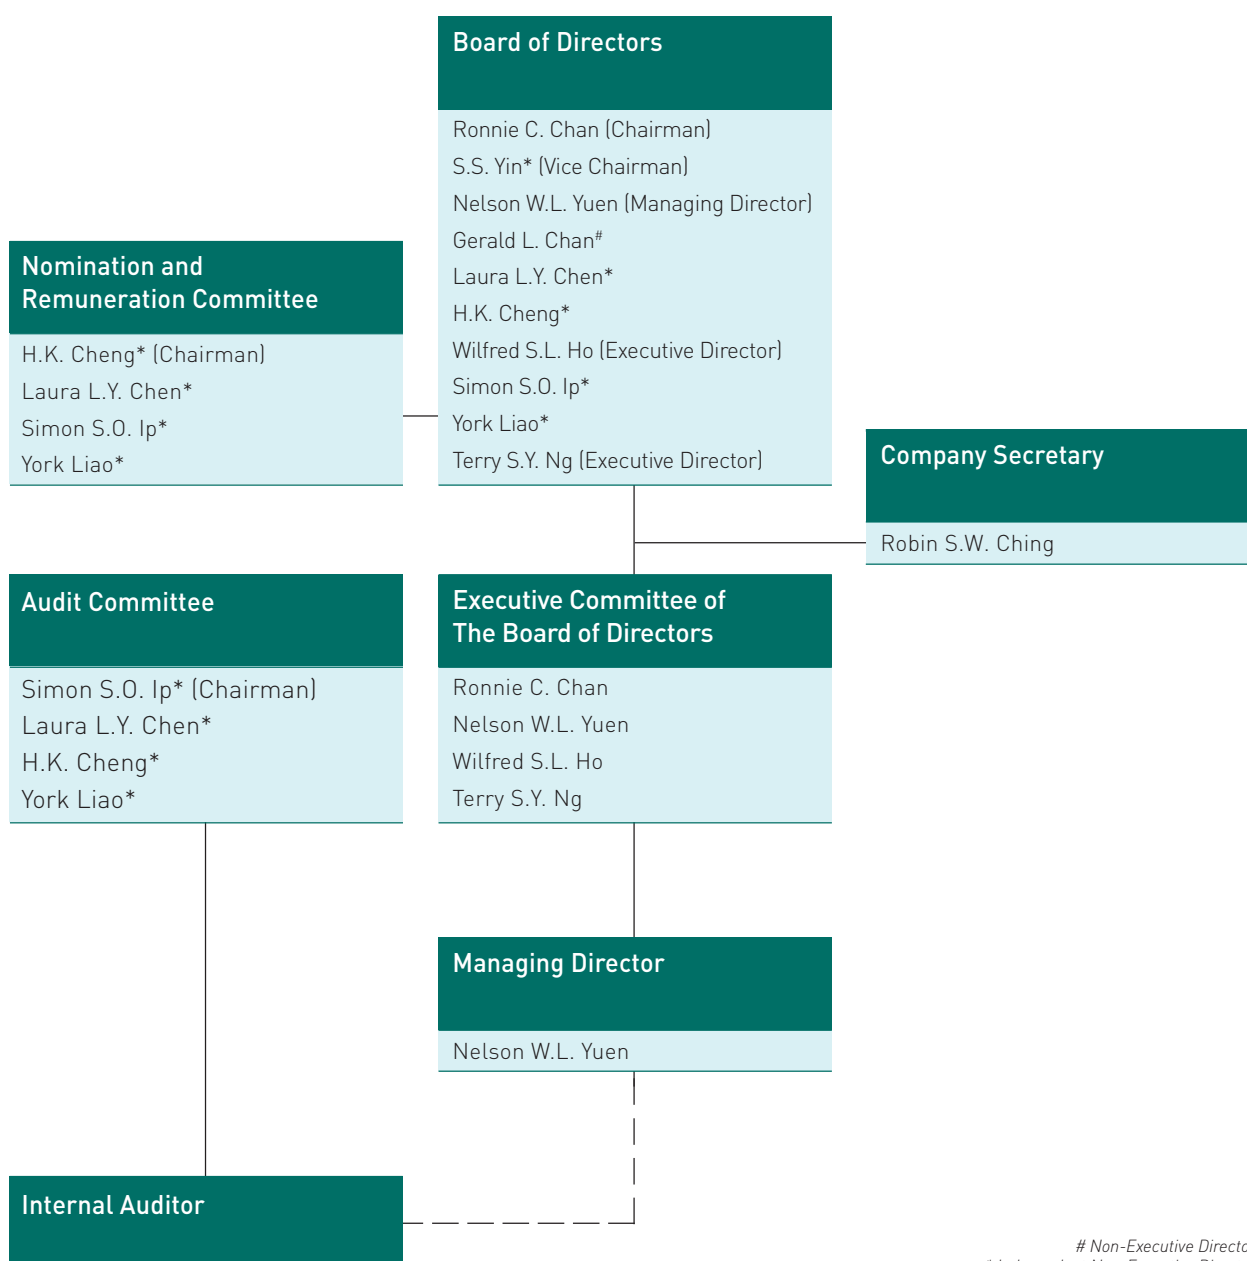 Board of Directors
Ronnie C. Chan (Chairman)
S.S. Yin* (Vice Chairman)
Nelson W.L. Yuen (Managing Director)
Gerald L. Chan#
Laura L.Y. Chen*
H.K. Cheng*
Wilfred S.L. Ho (Executive Director)
Simon S.O. Ip*
York Liao*
Terry S.Y. Ng (Executive Director)
Nomination and
Remuneration Committee
H.K. Cheng* (Chairman)
Laura L.Y. Chen*
Simon S.O. Ip*
York Liao*
Company Secretary
Robin S.W. Ching
Audit Committee
Simon S.O. Ip* (Chairman)
Laura L.Y. Chen*
H.K. Cheng*
York Liao*
Executive Committee of
The Board of Directors
Ronnie C. Chan
Nelson W.L. Yuen
Wilfred S.L. Ho
Terry S.Y. Ng
Managing Director
Nelson W.L. Yuen
Internal Auditor
# Non-Executive Directo